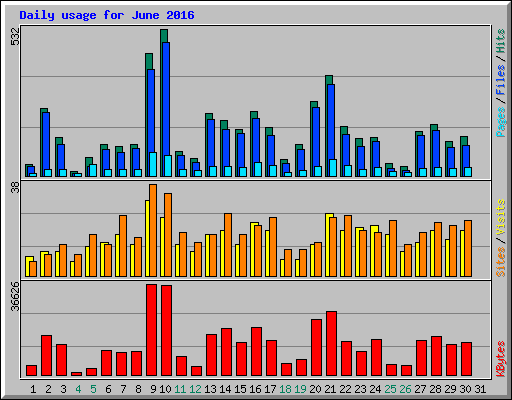 Daily usage for June 2016
532
Pages / Files / Hits
38
Sites / Visits
36626
KBytes
1 2 3 4 5 6 7 8 9 10 11 12 13 14 15 16 17 18 19 20 21 22 23 24 25 26 27 28 29 30 31